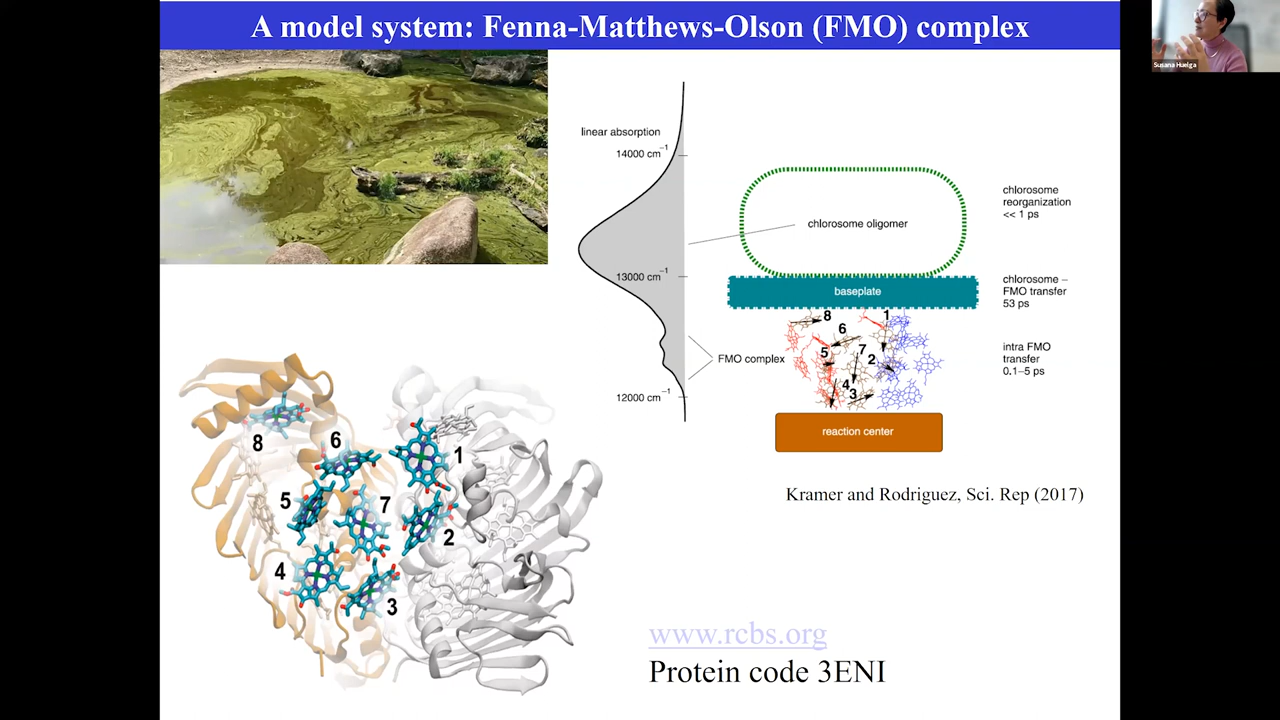 A model system: Fenna-Matthews-Olson (FMO) complex
Susana Huelga
linear absorption
14000 cm⁻¹
13000 cm⁻¹
12000 cm⁻¹
chlorosome oligomer
baseplate
FMO complex
8
1
6
5
7
2
4
3
reaction center
chlorosome
reorganization
<< 1 ps
chlorosome –
FMO transfer
53 ps
intra FMO
transfer
0.1–5 ps
Kramer and Rodriguez, Sci. Rep (2017)
8
6
1
5
7
2
4
3
www.rcbs.org
Protein code 3ENI